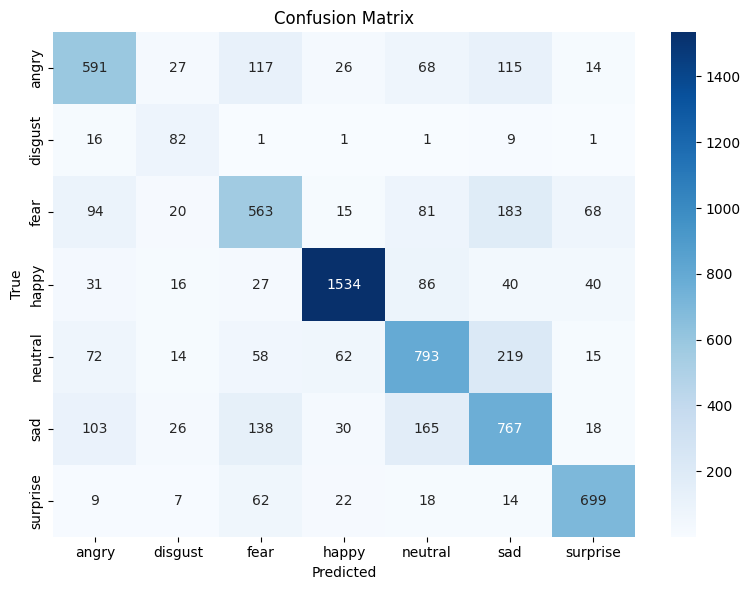 Confusion Matrix
angry 591 27 117 26 68 115 14
disgust 16 82 1 1 1 9 1
fear 94 20 563 15 81 183 68
happy 31 16 27 1534 86 40 40
neutral 72 14 58 62 793 219 15
sad 103 26 138 30 165 767 18
surprise 9 7 62 22 18 14 699
angry disgust fear happy neutral sad surprise
Predicted
True
1400
1200
1000
800
600
400
200